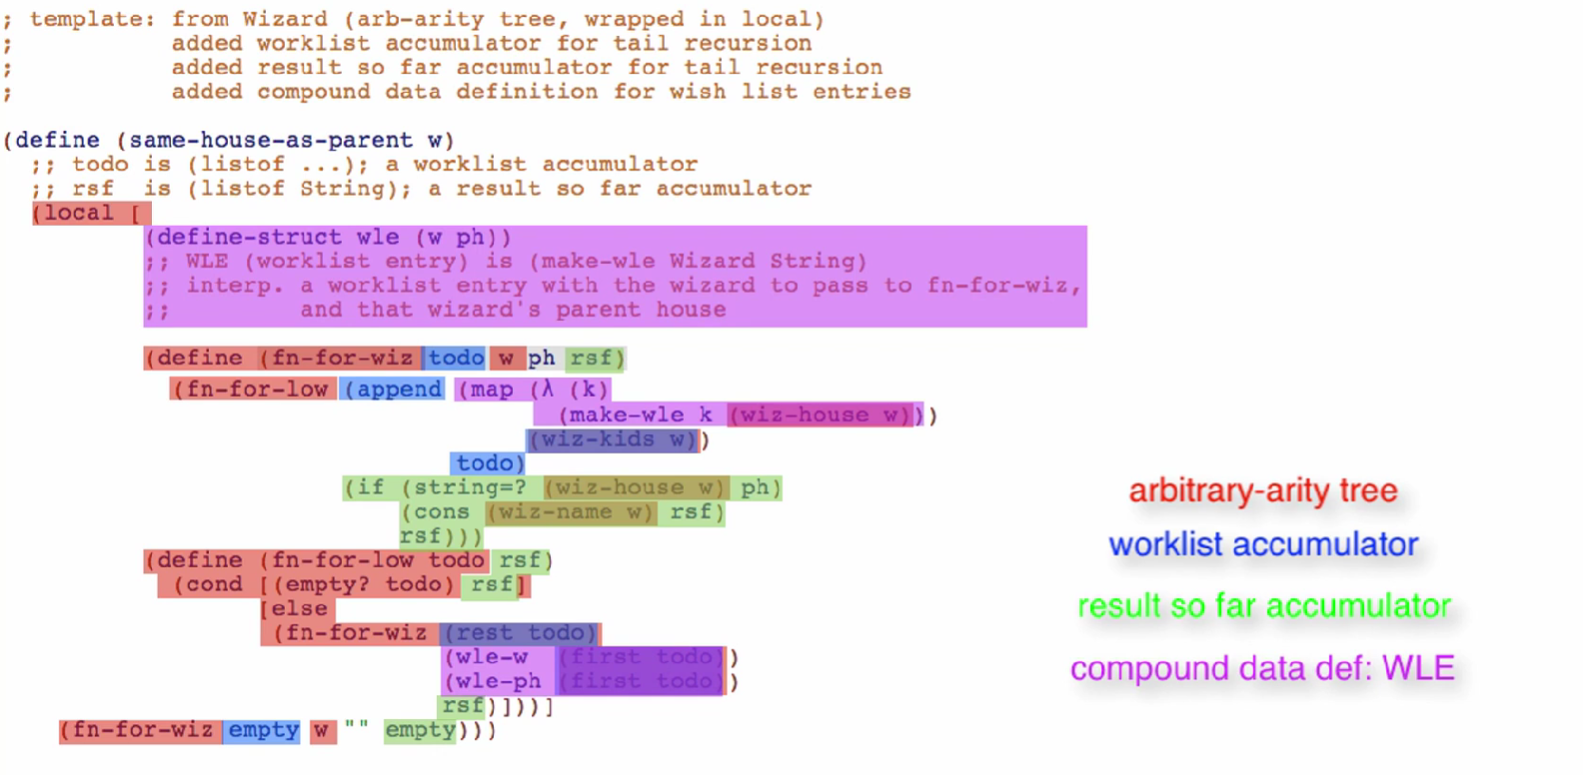 ; template: from Wizard (arb-arity tree, wrapped in local)
;           added worklist accumulator for tail recursion
;           added result so far accumulator for tail recursion
;           added compound data definition for wish list entries
(define (same-house-as-parent w)
;; todo is (listof ...); a worklist accumulator
;; rsf  is (listof String); a result so far accumulator
(local [
(define-struct wle (w ph))
;; WLE (worklist entry) is (make-wle Wizard String)
;; interp. a worklist entry with the wizard to pass to fn-for-wiz,
;;         and that wizard's parent house
(define (fn-for-wiz todo w ph rsf)
(fn-for-low (append (map (λ (k)
(make-wle k (wiz-house w)))
(wiz-kids w))
todo)
(if (string=? (wiz-house w) ph)
(cons (wiz-name w) rsf)
rsf)))
(define (fn-for-low todo rsf)
(cond [(empty? todo) rsf]
[else
(fn-for-wiz (rest todo)
(wle-w  (first todo))
(wle-ph (first todo))
rsf)]))]
(fn-for-wiz empty w "" empty)))
arbitrary-arity tree
worklist accumulator
result so far accumulator
compound data def: WLE